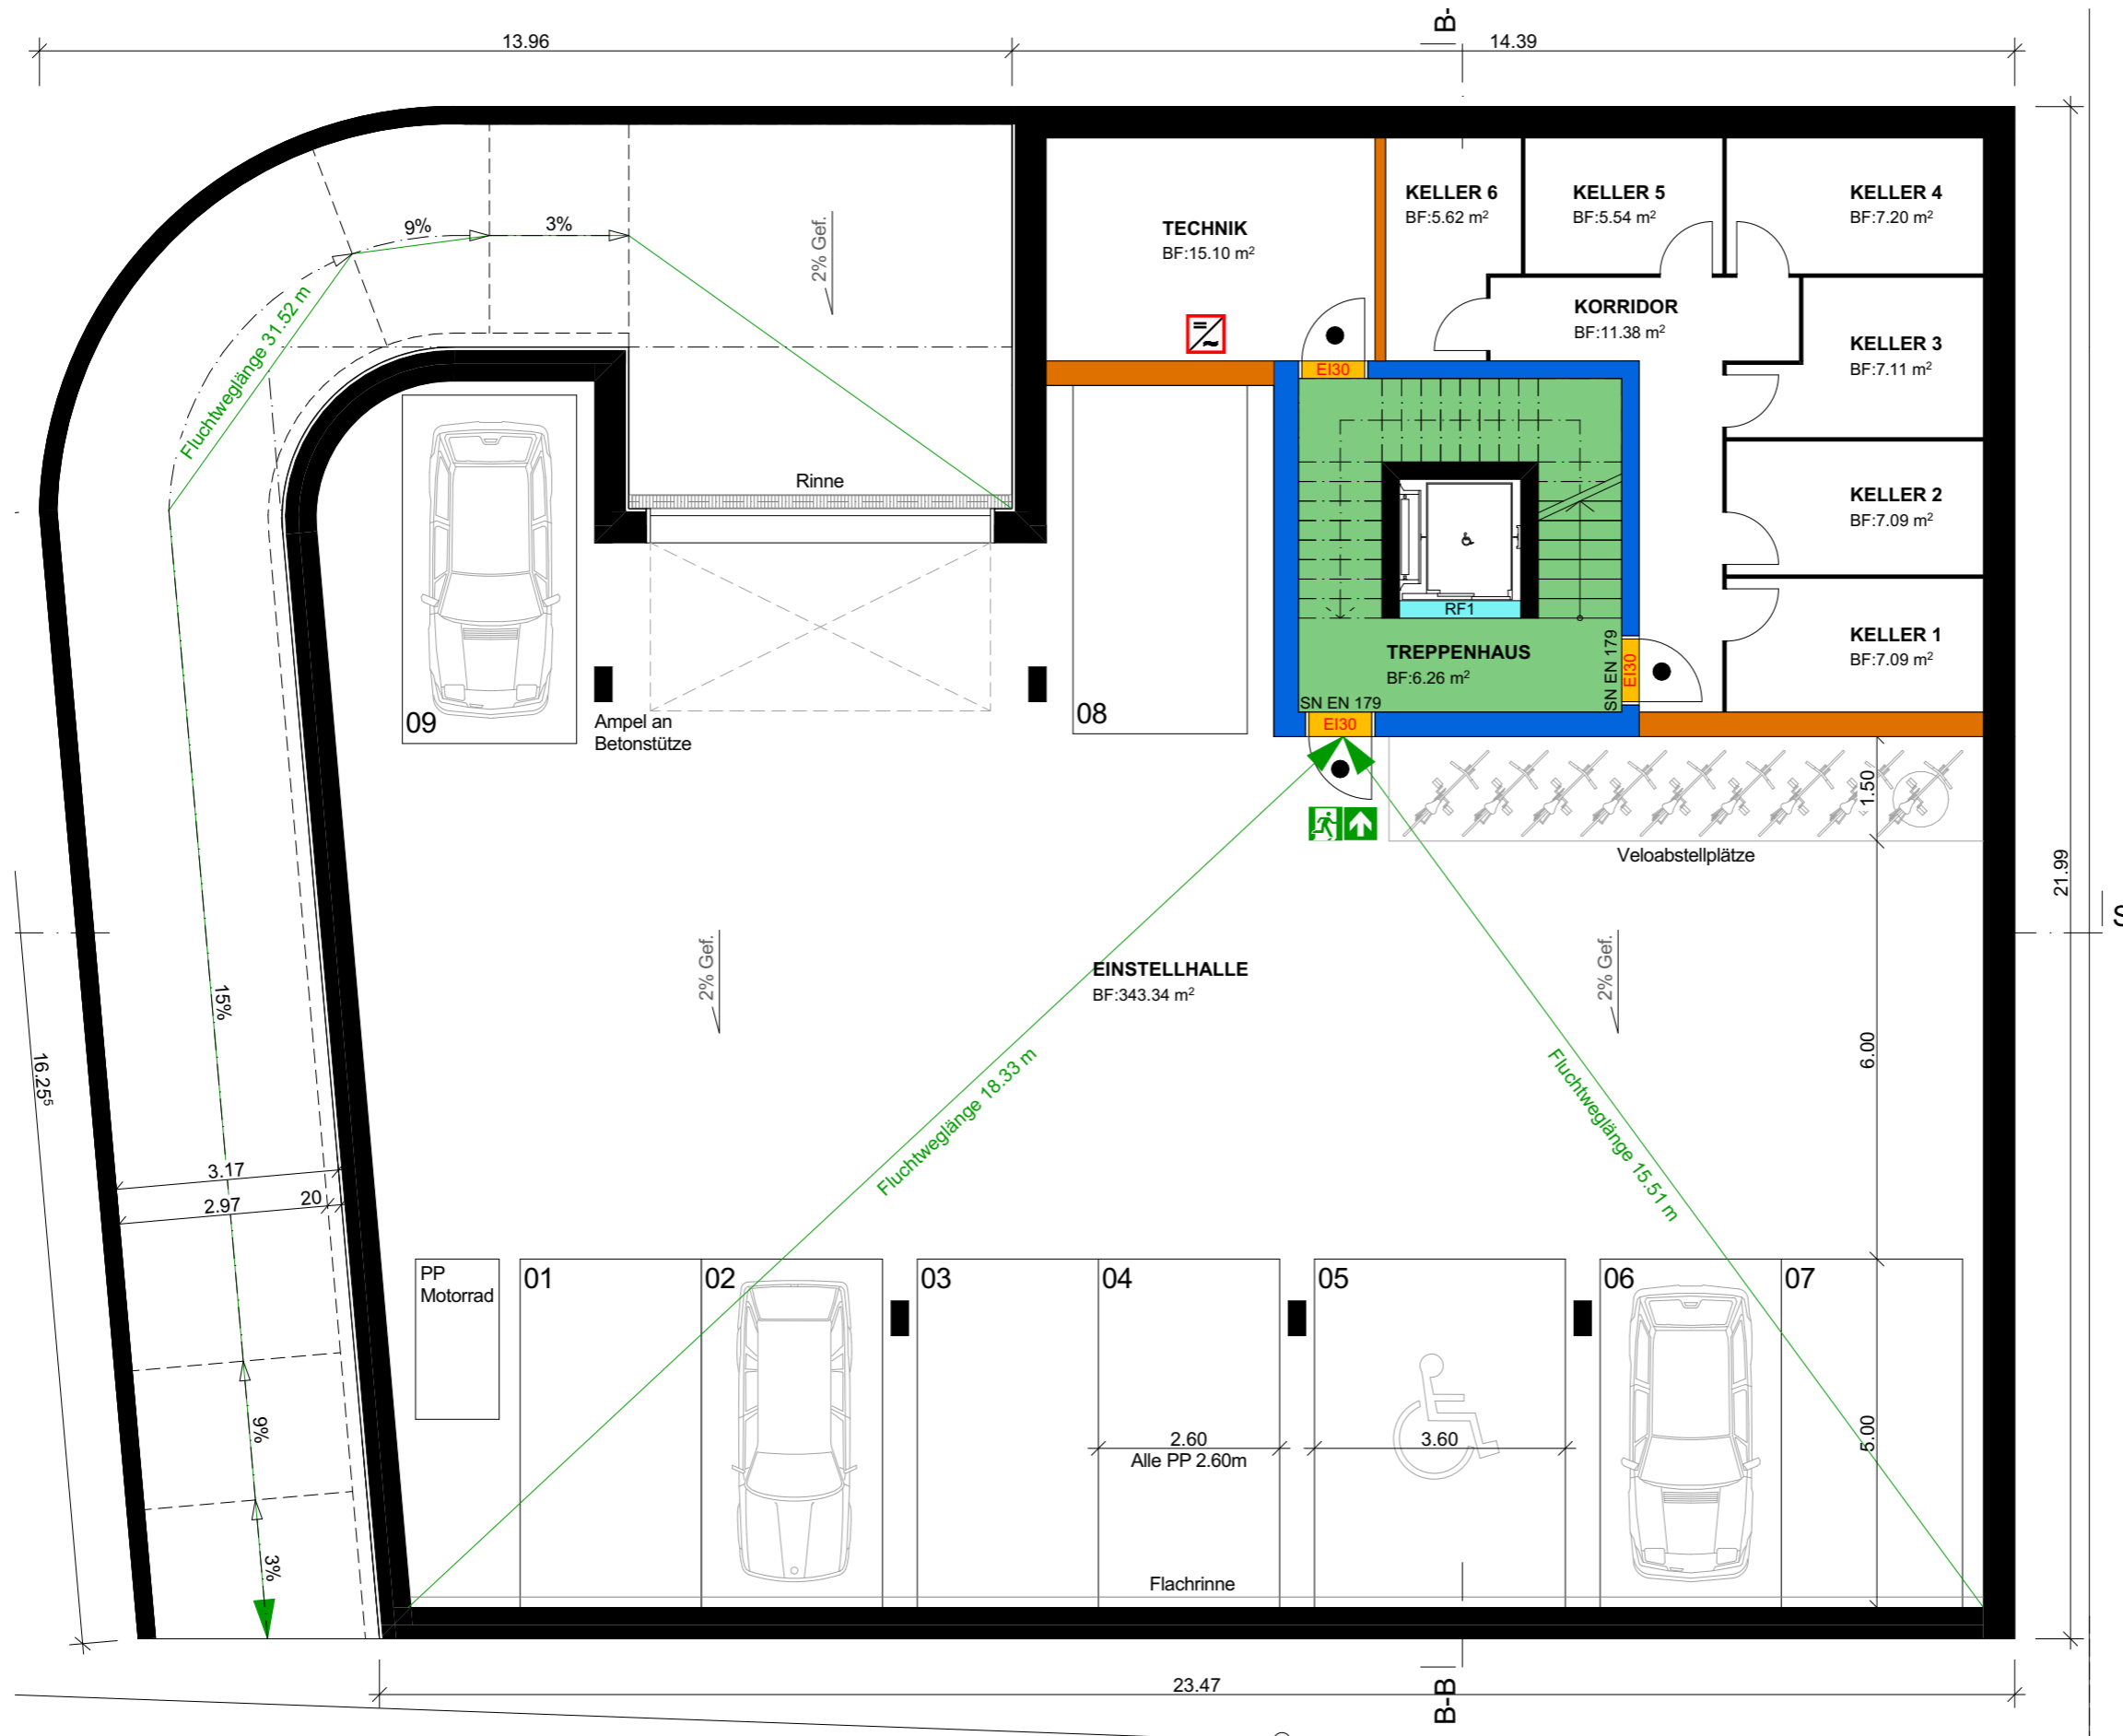 B-
13.96
14.39
TECHNIK
BF:15.10 m²
KELLER 6
BF:5.62 m²
KELLER 5
BF:5.54 m²
KELLER 4
BF:7.20 m²
9%
3%
2% Gef.
KORRIDOR
BF:11.38 m²
KELLER 3
BF:7.11 m²
Fluchtweglänge 31.52 m
EI30
Rinne
KELLER 2
BF:7.09 m²
RF1
TREPPENHAUS
BF:6.26 m²
SN EN 179
EI30
KELLER 1
BF:7.09 m²
SN EN 179
EI30
09
Ampel an
Betonstütze
08
1.50
Veloabstellplätze
21.99
S
2% Gef.
EINSTELLHALLE
BF:343.34 m²
2% Gef.
15%
16.25⁵
6.00
Fluchtweglänge 18.33 m
Fluchtweglänge 15.51 m
3.17
2.97
20
PP
Motorrad
01
02
03
04
05
06
07
9%
2.60
Alle PP 2.60m
3.60
5.00
3%
Flachrinne
23.47
B-B